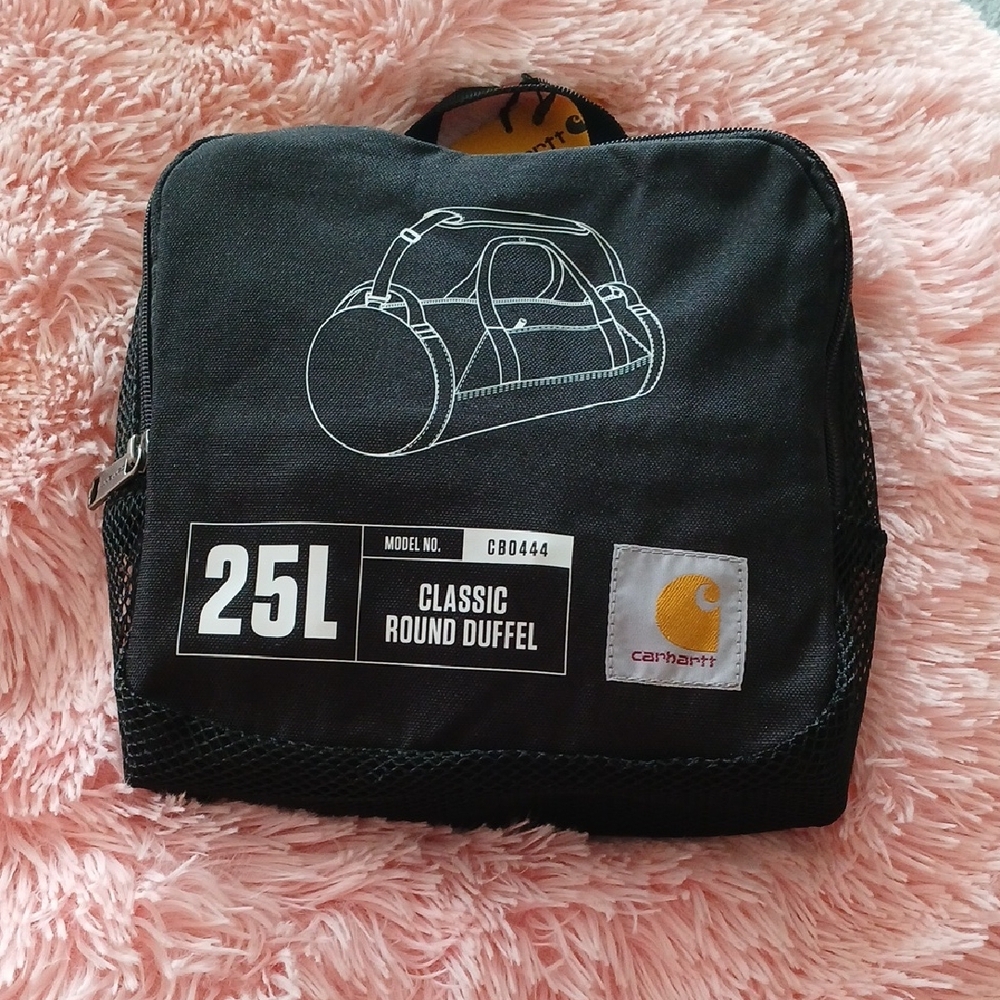 25L
MODEL NO. CB0444
CLASSIC
ROUND DUFFEL
carhartt